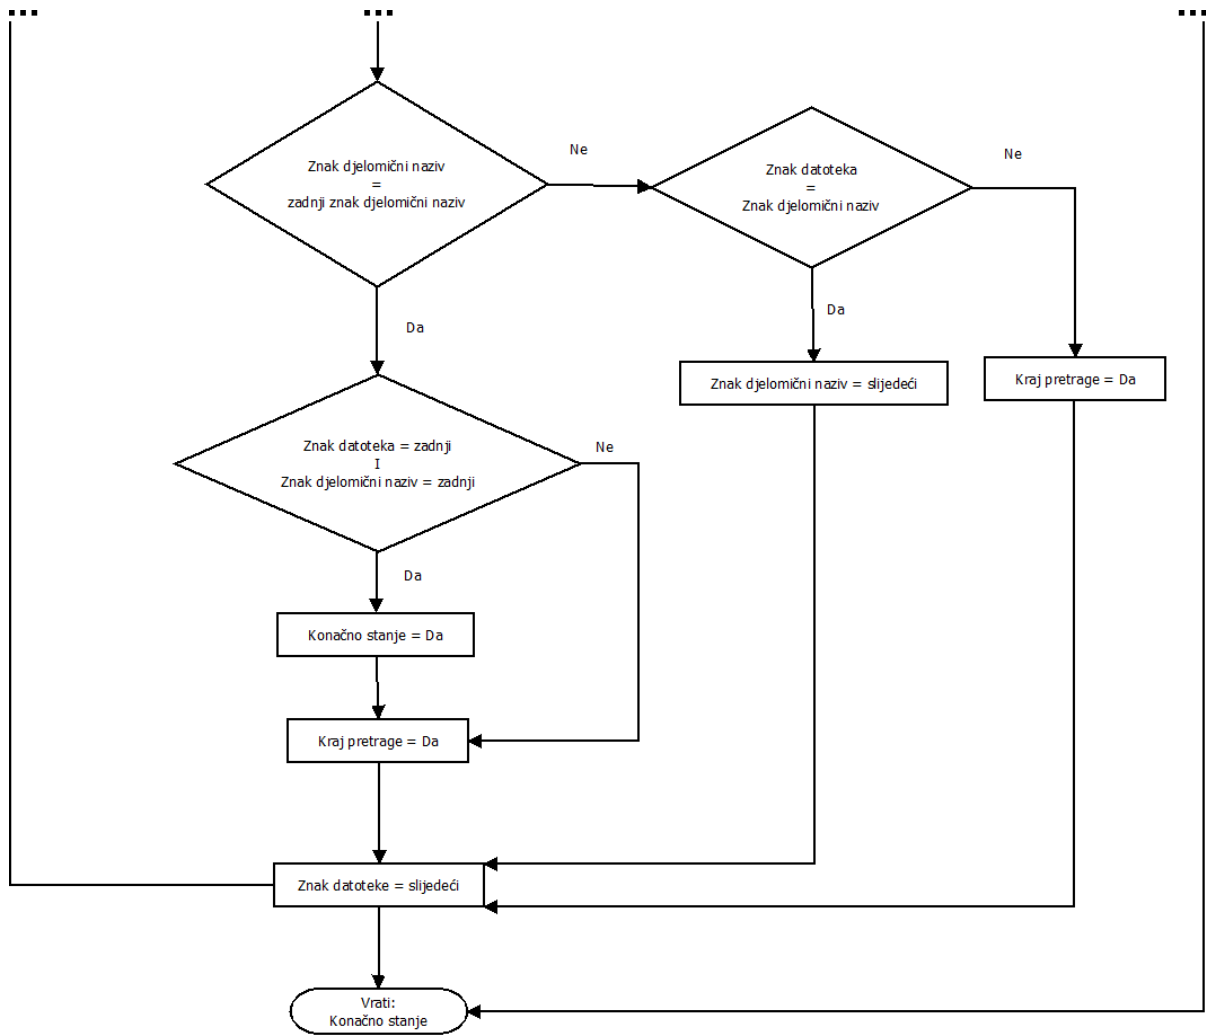 ... ... ...
Znak djelomični naziv
=
zadnji znak djelomični naziv
Ne
Znak datoteka
=
Znak djelomični naziv
Ne
Da
Da
Znak djelomični naziv = slijedeći
Kraj pretrage = Da
Znak datoteka = zadnji
I
Znak djelomični naziv = zadnji
Ne
Da
Konačno stanje = Da
Kraj pretrage = Da
Znak datoteke = slijedeći
Vrati:
Konačno stanje